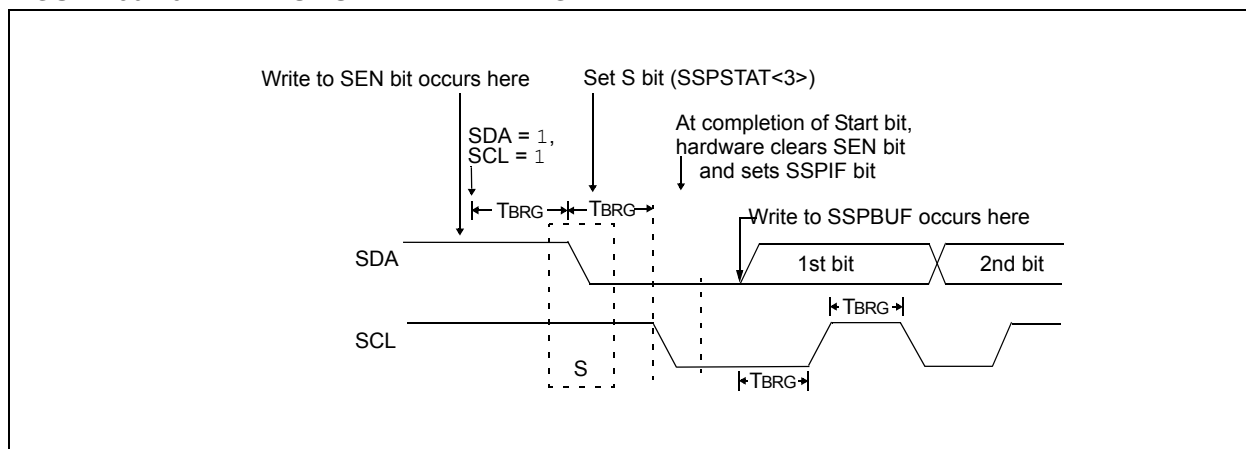 Write to SEN bit occurs here
Set S bit (SSPSTAT<3>)
SDA = 1,
SCL = 1
At completion of Start bit,
hardware clears SEN bit
and sets SSPIF bit
TBRG
TBRG
Write to SSPBUF occurs here
SDA
1st bit
2nd bit
TBRG
SCL
S
TBRG